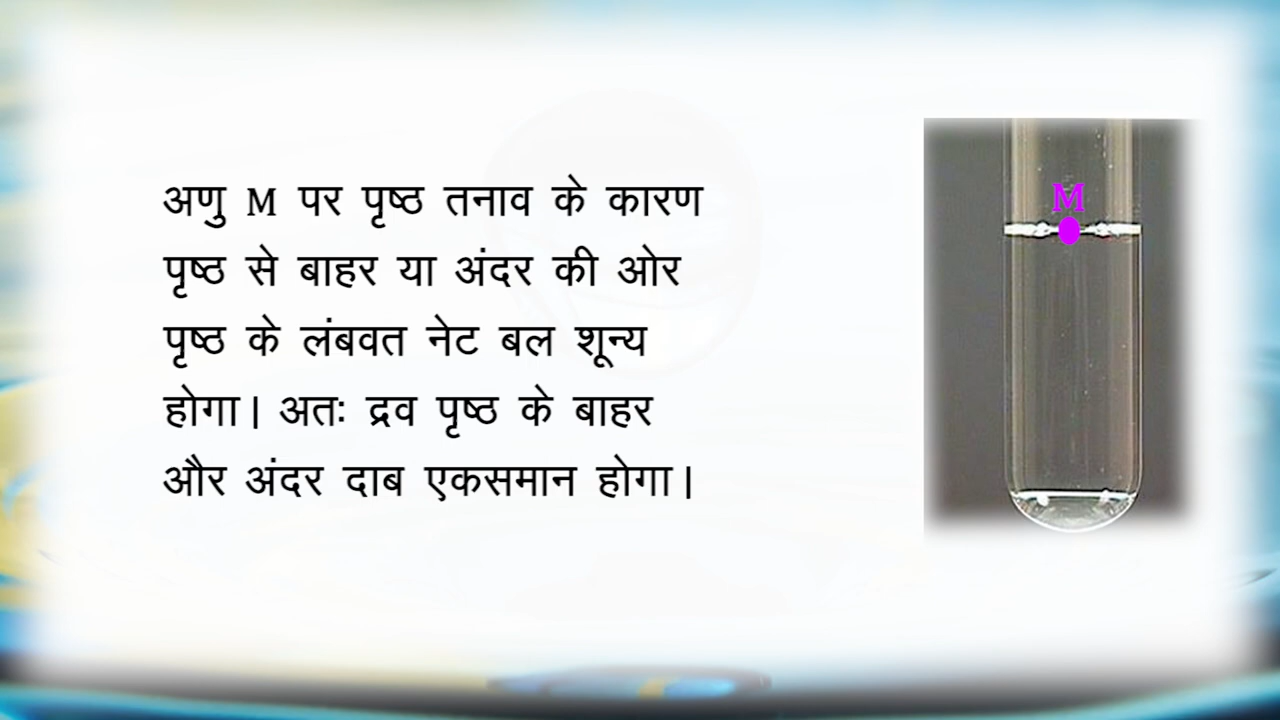 अणु M पर पृष्ठ तनाव के कारण
पृष्ठ से बाहर या अंदर की ओर
पृष्ठ के लंबवत नेट बल शून्य
होगा। अतः द्रव पृष्ठ के बाहर
और अंदर दाब एकसमान होगा।
M